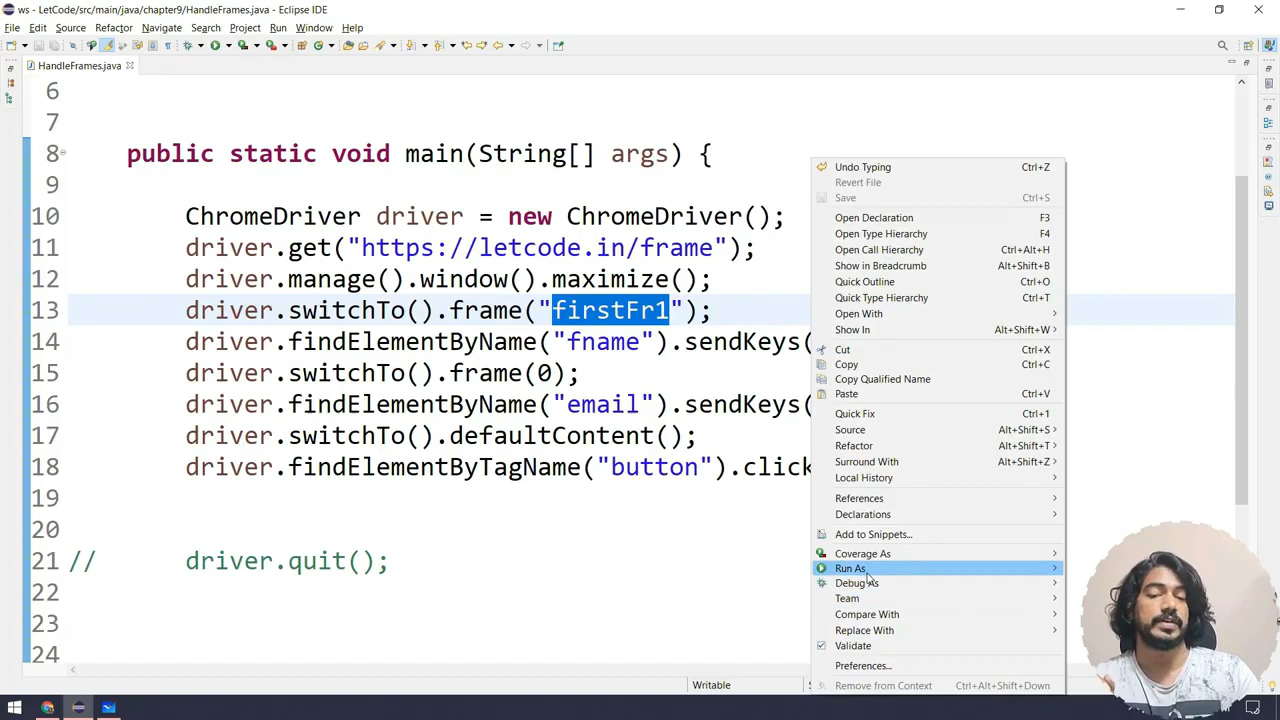 ws - LetCode/src/main/java/chapter9/HandleFrames.java - Eclipse IDE
File Edit Source Refactor Navigate Search Project Run Window Help
HandleFrames.java
6
7
8 public static void main(String[] args) {
9
10 ChromeDriver driver = new ChromeDriver();
11 driver.get("https://letcode.in/frame");
12 driver.manage().window().maximize();
13 driver.switchTo().frame("firstFr1");
14 driver.findElementByName("fname").sendKeys(
15 driver.switchTo().frame(0);
16 driver.findElementByName("email").sendKeys(
17 driver.switchTo().defaultContent();
18 driver.findElementByTagName("button").click
19
20
21 // driver.quit();
22
23
24
Undo Typing Ctrl+Z
Revert File
Save Ctrl+S
Open Declaration F3
Open Type Hierarchy F4
Open Call Hierarchy Ctrl+Alt+H
Show in Breadcrumb Alt+Shift+B
Quick Outline Ctrl+O
Quick Type Hierarchy Ctrl+T
Open With
Show In Alt+Shift+W
Cut Ctrl+X
Copy Ctrl+C
Copy Qualified Name
Paste Ctrl+V
Quick Fix Ctrl+1
Source Alt+Shift+S
Refactor Alt+Shift+T
Surround With Alt+Shift+Z
Local History
References
Declarations
Add to Snippets...
Coverage As
Run As
Debug As
Team
Compare With
Replace With
Validate
Preferences...
Remove from Context Ctrl+Alt+Shift+Down
Writable